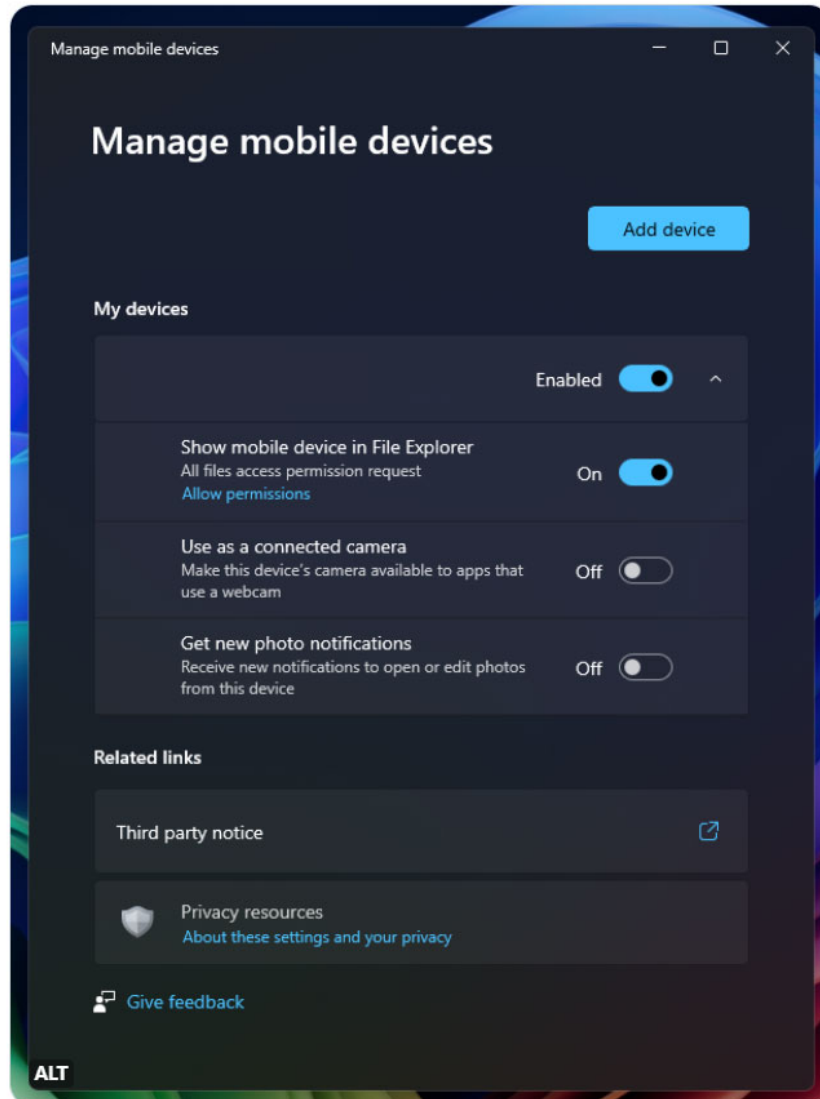 Manage mobile devices
Manage mobile devices
Add device
My devices
Enabled
Show mobile device in File Explorer
All files access permission request
Allow permissions
On
Use as a connected camera
Make this device's camera available to apps that
use a webcam
Off
Get new photo notifications
Receive new notifications to open or edit photos
from this device
Off
Related links
Third party notice
Privacy resources
About these settings and your privacy
Give feedback
ALT